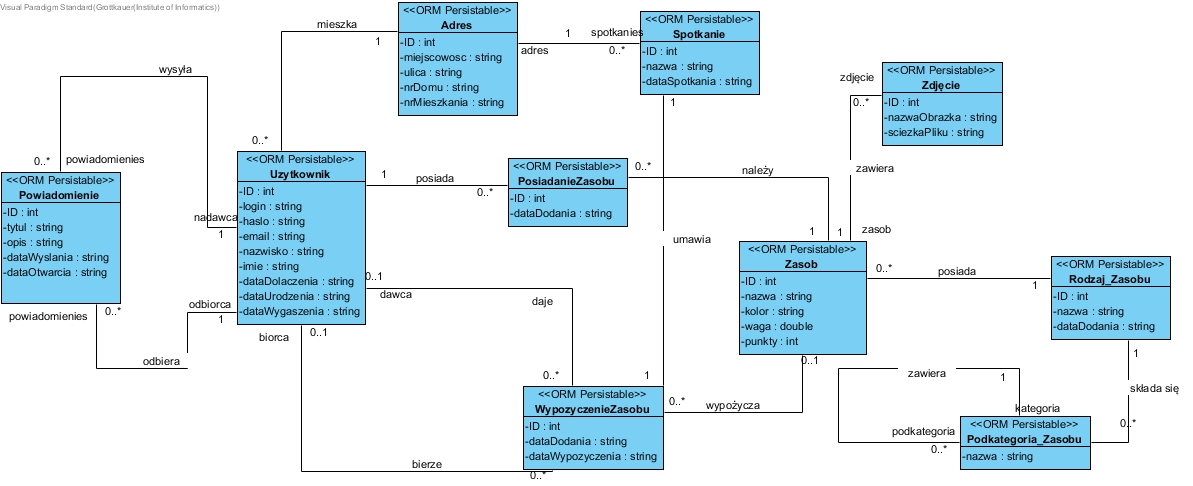 Visual Paradigm Standard(Grottkauer(Institute of Informatics))
<<ORM Persistable>>
Adres
-ID : int
-miejscowosc : string
-ulica : string
-nrDomu : string
-nrMieszkania : string
<<ORM Persistable>>
Spotkanie
-ID : int
-nazwa : string
-dataSpotkania : string
<<ORM Persistable>>
Zdjęcie
-ID : int
-nazwaObrazka : string
-sciezkaPliku : string
mieszka
1
0..*
1
adres
spotkanies
0..*
zdjęcie
0..*
zawiera
1
zasob
wysyła
0..*
powiadomienies
nadawca
1
<<ORM Persistable>>
Powiadomienie
-ID : int
-tytul : string
-opis : string
-dataWyslania : string
-dataOtwarcia : string
powiadomienies
0..*
odbiera
odbiorca
1
<<ORM Persistable>>
Uzytkownik
-ID : int
-login : string
-haslo : string
-email : string
-nazwisko : string
-imie : string
-dataDolaczenia : string
-dataUrodzenia : string
-dataWygaszenia : string
1
posiada
0..*
<<ORM Persistable>>
PosiadanieZasobu
-ID : int
-dataDodania : string
0..*
należy
1
1
umawia
1
0..1
dawca
daje
0..*
biorca
0..1
bierze
0..*
<<ORM Persistable>>
WypozyczenieZasobu
-ID : int
-dataDodania : string
-dataWypozyczenia : string
0..*
wypożycza
0..1
<<ORM Persistable>>
Zasob
-ID : int
-nazwa : string
-kolor : string
-waga : double
-punkty : int
0..*
posiada
1
<<ORM Persistable>>
Rodzaj_Zasobu
-ID : int
-nazwa : string
-dataDodania : string
1
składa się
0..*
zawiera
1
kategoria
podkategoria
0..*
<<ORM Persistable>>
Podkategoria_Zasobu
-nazwa : string